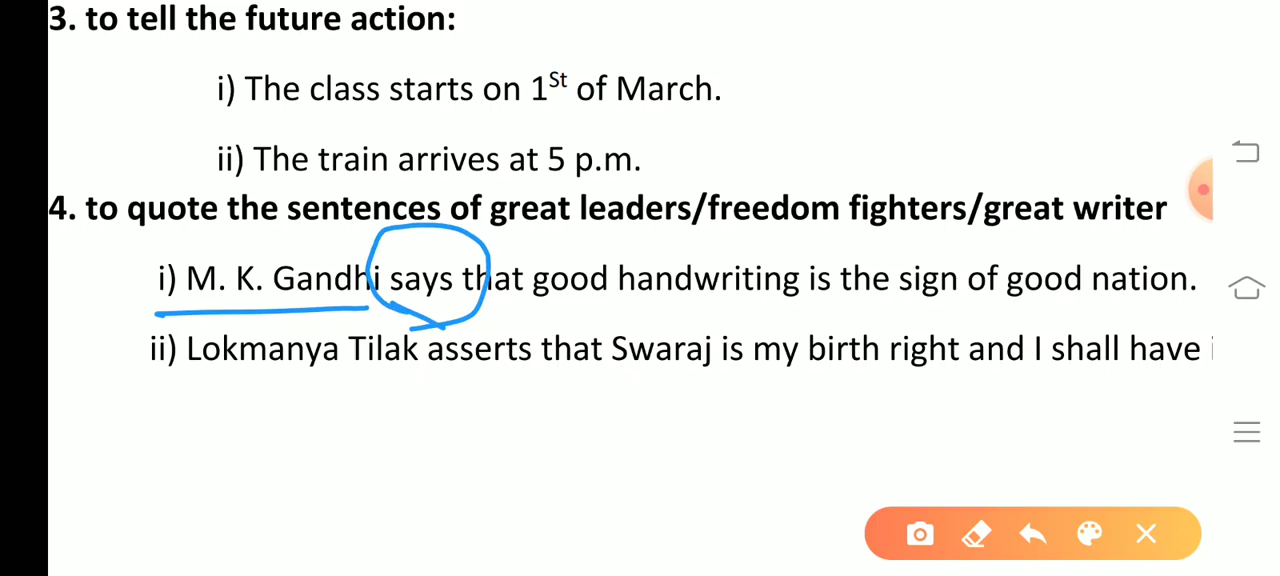 3. to tell the future action:
i) The class starts on 1St of March.
ii) The train arrives at 5 p.m.
4. to quote the sentences of great leaders/freedom fighters/great writer
i) M. K. Gandhi says that good handwriting is the sign of good nation.
ii) Lokmanya Tilak asserts that Swaraj is my birth right and I shall have